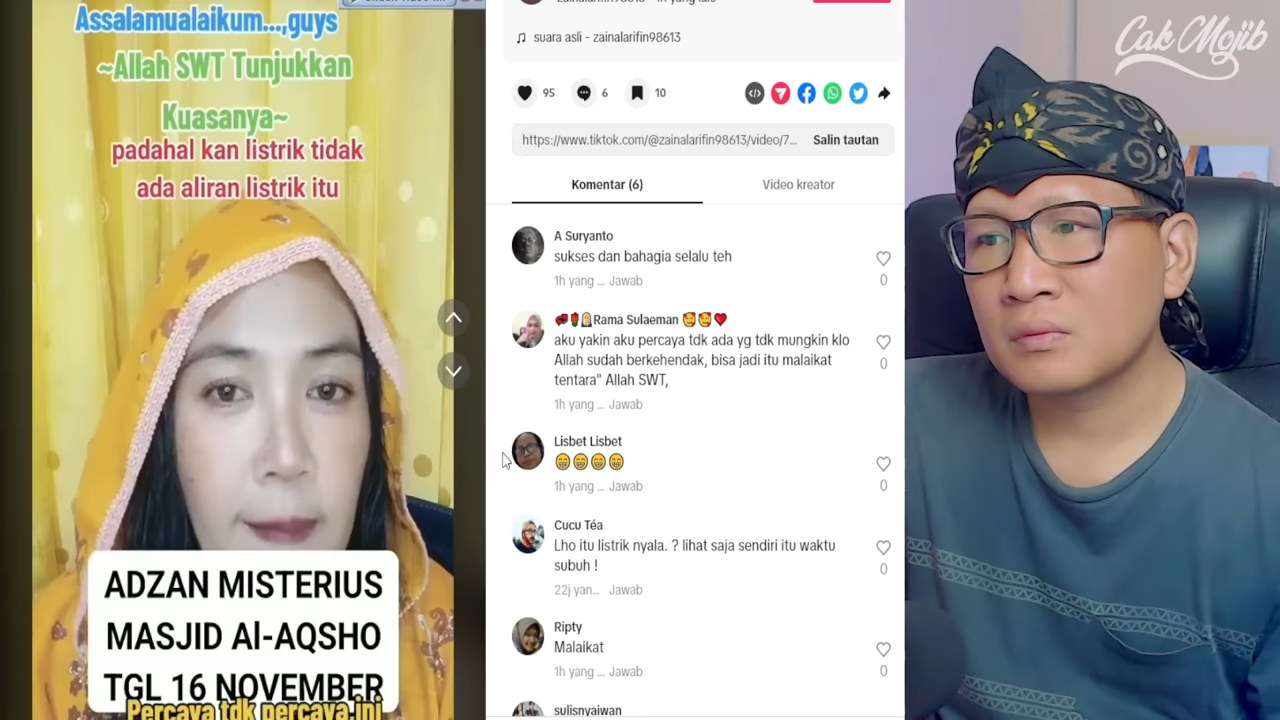 Assalamualaikum...,guys
~Allah SWT Tunjukkan
Kuasanya~
padahal kan listrik tidak
ada aliran listrik itu
ADZAN MISTERIUS
MASJID Al-AQSHO
TGL 16 NOVEMBER
Percaya tdk percaya,ini
suara asli - zainalarifin98613
95
6
10
https://www.tiktok.com/@zainalarifin98613/video/7...
Salin tautan
Komentar (6)
Video kreator
A Suryanto
sukses dan bahagia selalu teh
1h yang ... Jawab
0
Rama Sulaeman
aku yakin aku percaya tdk ada yg tdk mungkin klo
Allah sudah berkehendak, bisa jadi itu malaikat
tentara" Allah SWT,
1h yang ... Jawab
0
Lisbet Lisbet
😁😁😁😁
1h yang ... Jawab
0
Cucu Téa
Lho itu listrik nyala. ? lihat saja sendiri itu waktu
subuh !
22j yan... Jawab
0
Ripty
Malaikat
1h yang ... Jawab
0
sulisnyaiwan
Cak Mojib